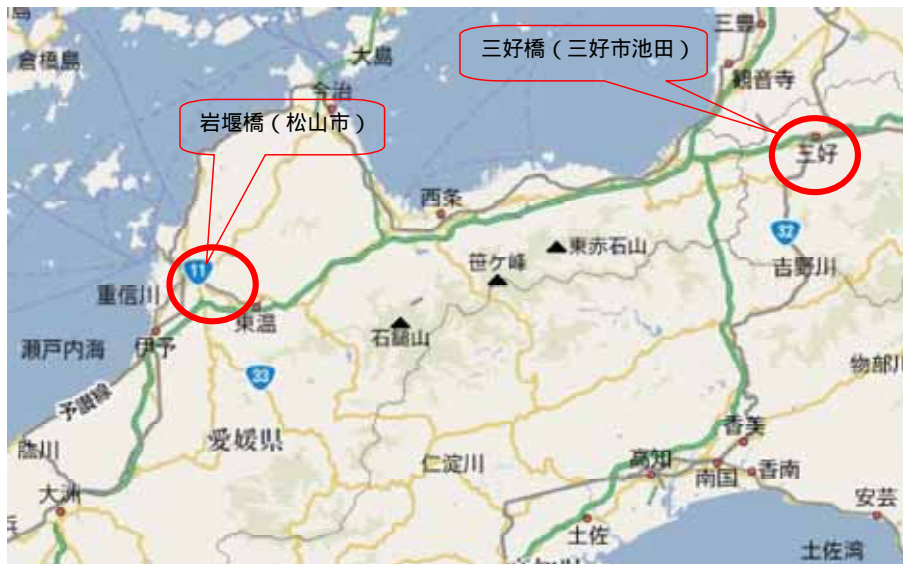 三豊
倉橋島
大島
三好橋(三好市池田)
観音寺
今治
岩堰橋(松山市)
三好
西条
32
東赤石山
笹ケ峰
吉野川
11
重信川
東温
石鎚山
瀬戸内海
伊予
物部川
33
予讃線
愛媛県
肱川
仁淀川
香美
高知
南国
香南
大洲
安芸
土佐
土佐湾